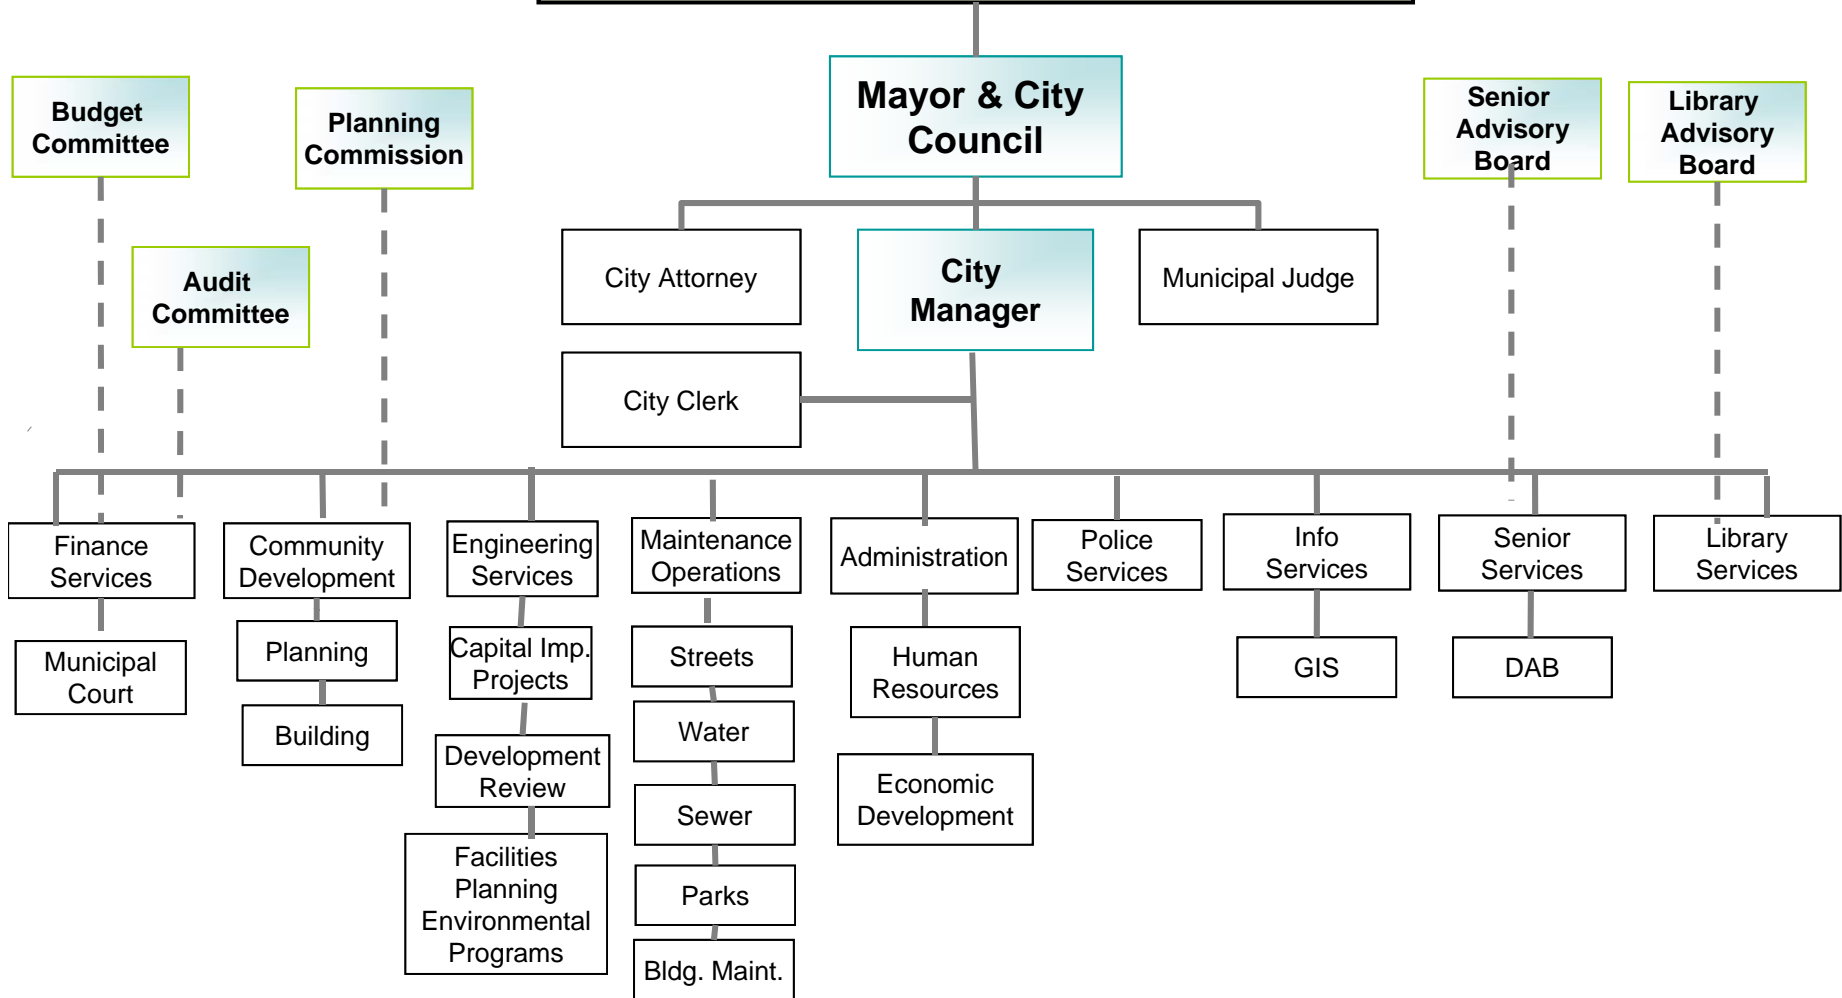 Budget
Committee
Planning
Commission
Mayor & City
Council
Senior
Advisory
Board
Library
Advisory
Board
Audit
Committee
City Attorney
City
Manager
Municipal Judge
City Clerk
Finance
Services
Community
Development
Engineering
Services
Maintenance
Operations
Administration
Police
Services
Info
Services
Senior
Services
Library
Services
Municipal
Court
Planning
Building
Capital Imp.
Projects
Development
Review
Facilities
Planning
Environmental
Programs
Streets
Water
Sewer
Parks
Bldg. Maint.
Human
Resources
Economic
Development
GIS
DAB